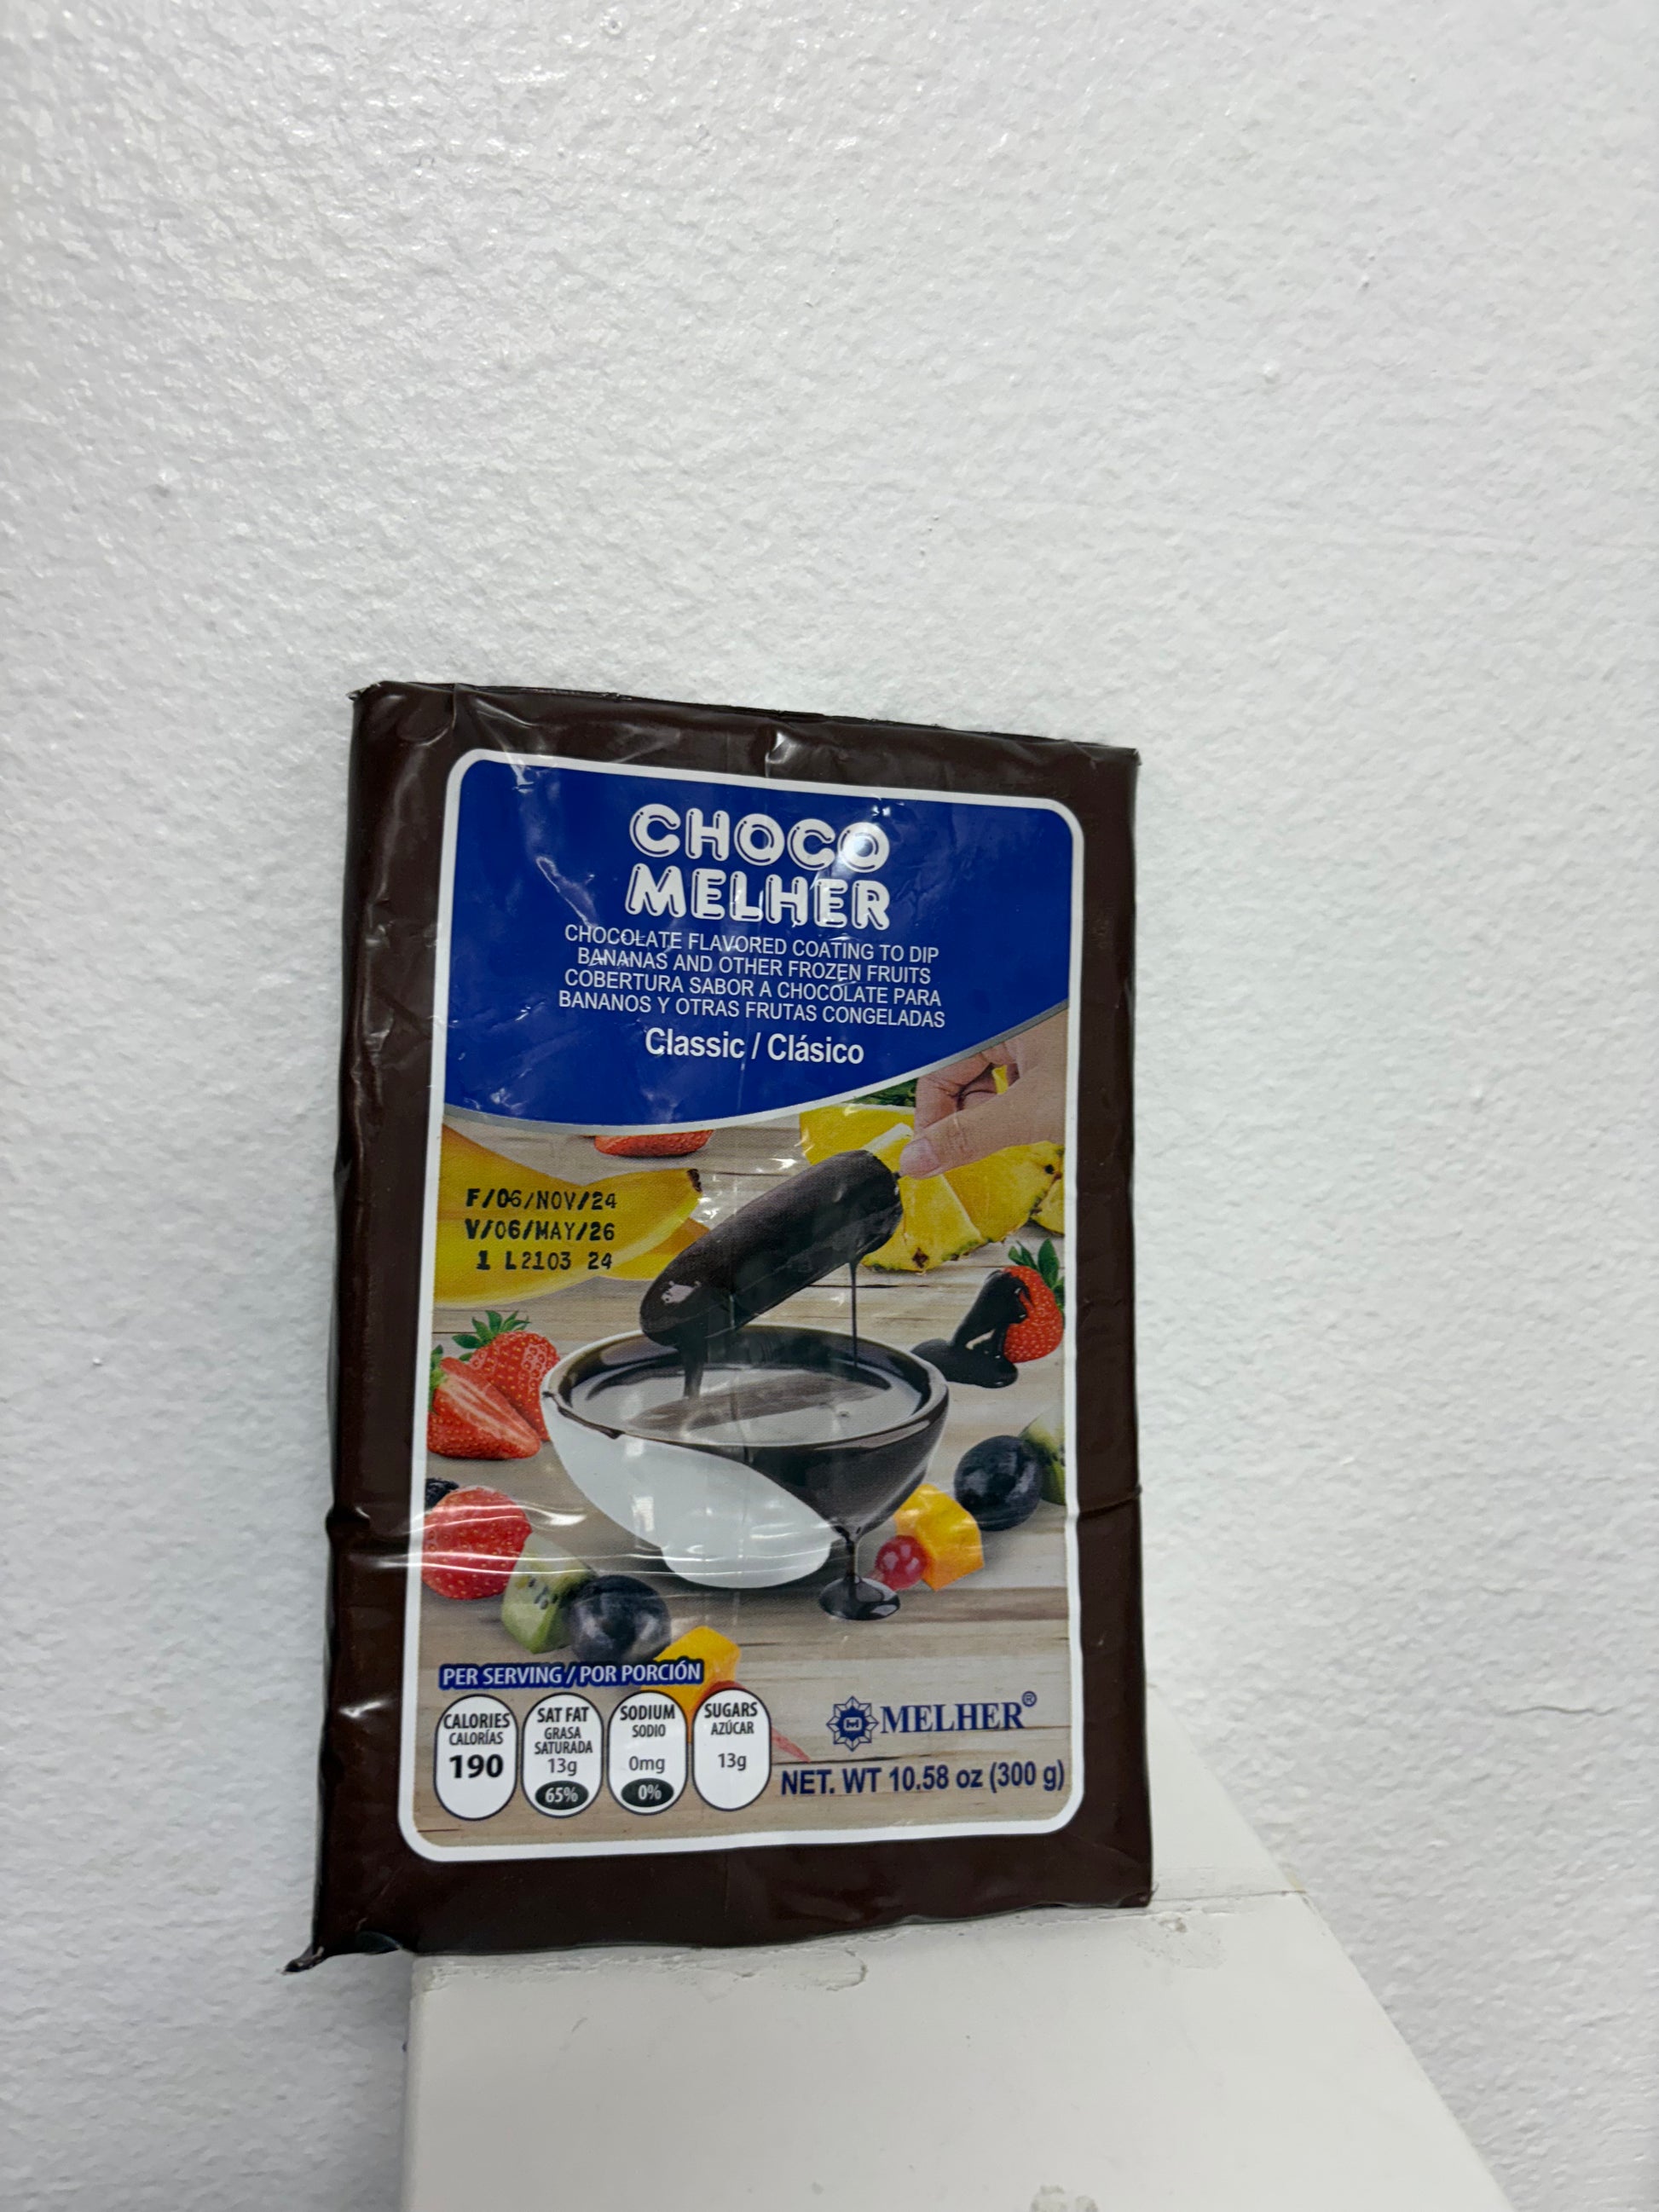 CHOCO
MELHER
CHOCOLATE FLAVORED COATING TO DIP
BANANAS AND OTHER FROZEN FRUITS
COBERTURA SABOR A CHOCOLATE PARA
BANANOS Y OTRAS FRUTAS CONGELADAS
Classic / Clásico
F/06/NOV/24
V/06/MAY/26
1 L2103 24
PER SERVING / POR PORCIÓN
CALORIES
CALORÍAS
190
SAT FAT
GRASA
SATURADA
13g
65%
SODIUM
SODIO
0mg
0%
SUGARS
AZÚCAR
13g
MELHER®
NET. WT 10.58 oz (300 g)